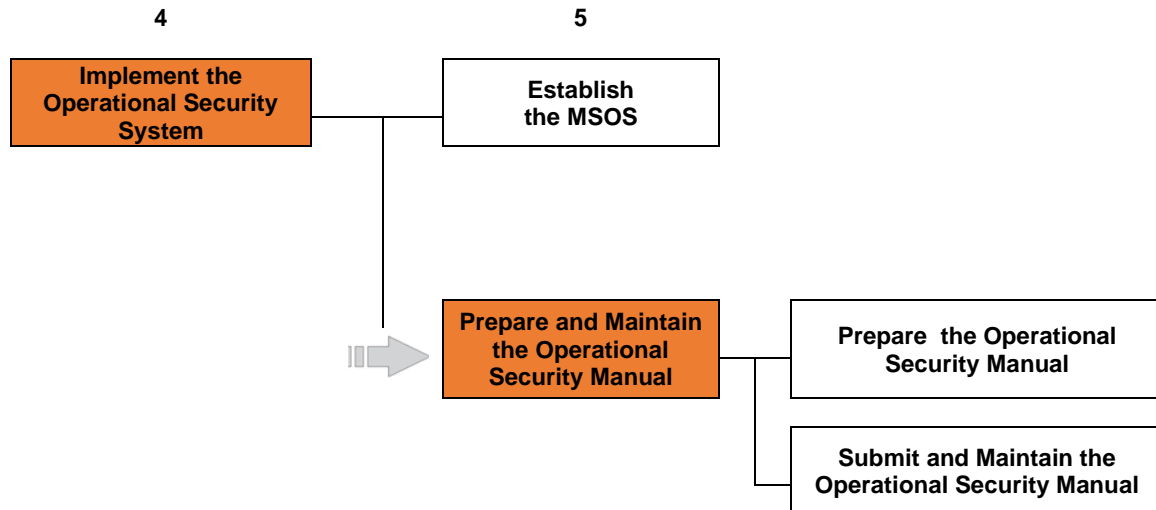 4
5
Implement the
Operational Security
System
Establish
the MSOS
Prepare and Maintain
the Operational
Security Manual
Prepare  the Operational
Security Manual
Submit and Maintain the
Operational Security Manual